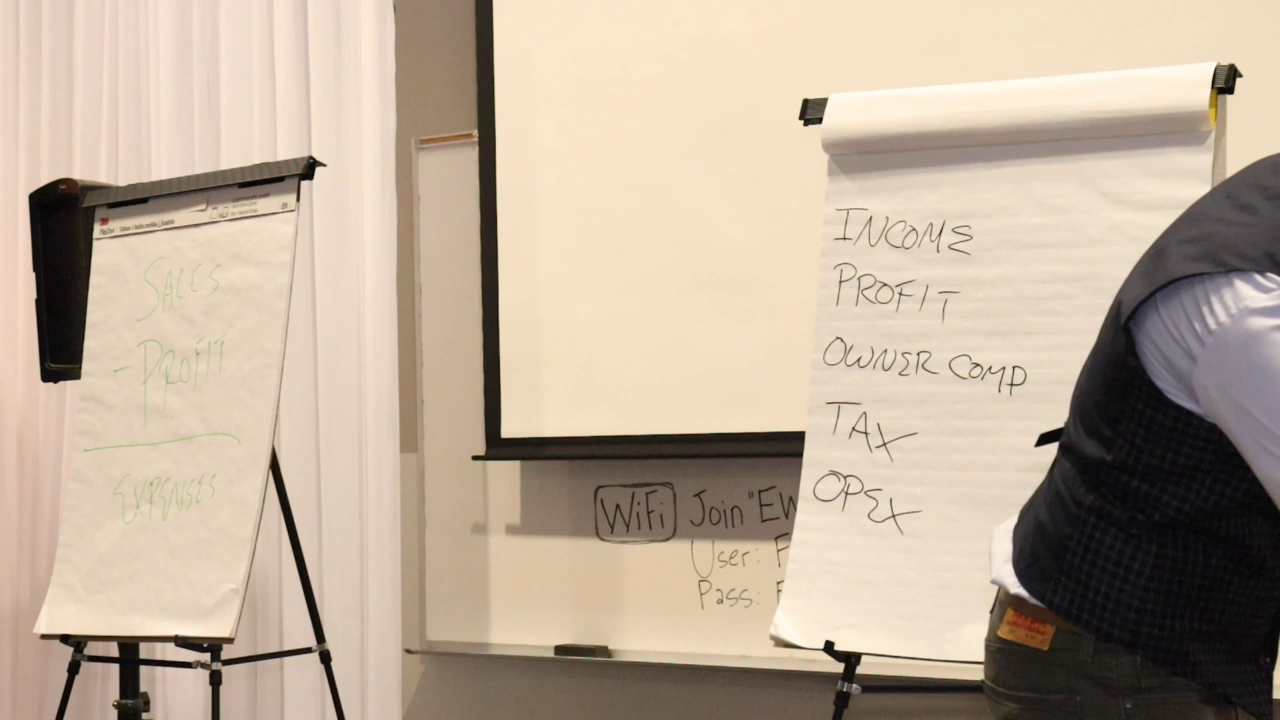 SALES
- PROFIT
EXPENSES
WiFi Join "EW
User: F
Pass:
INCOME
PROFIT
OWNER COMP
TAX
OPEX